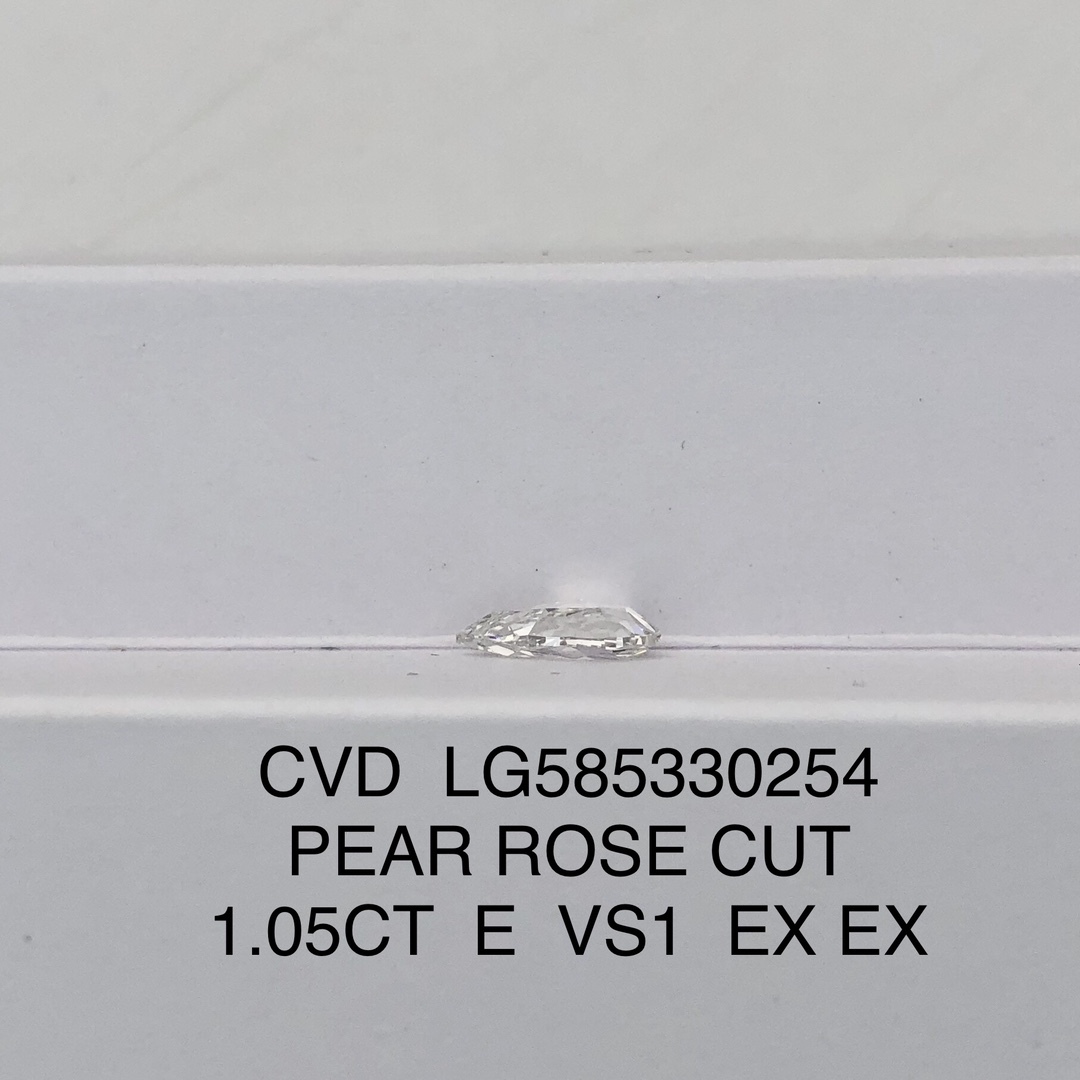 CVD LG585330254
PEAR ROSE CUT
1.05CT E VS1 EX EX